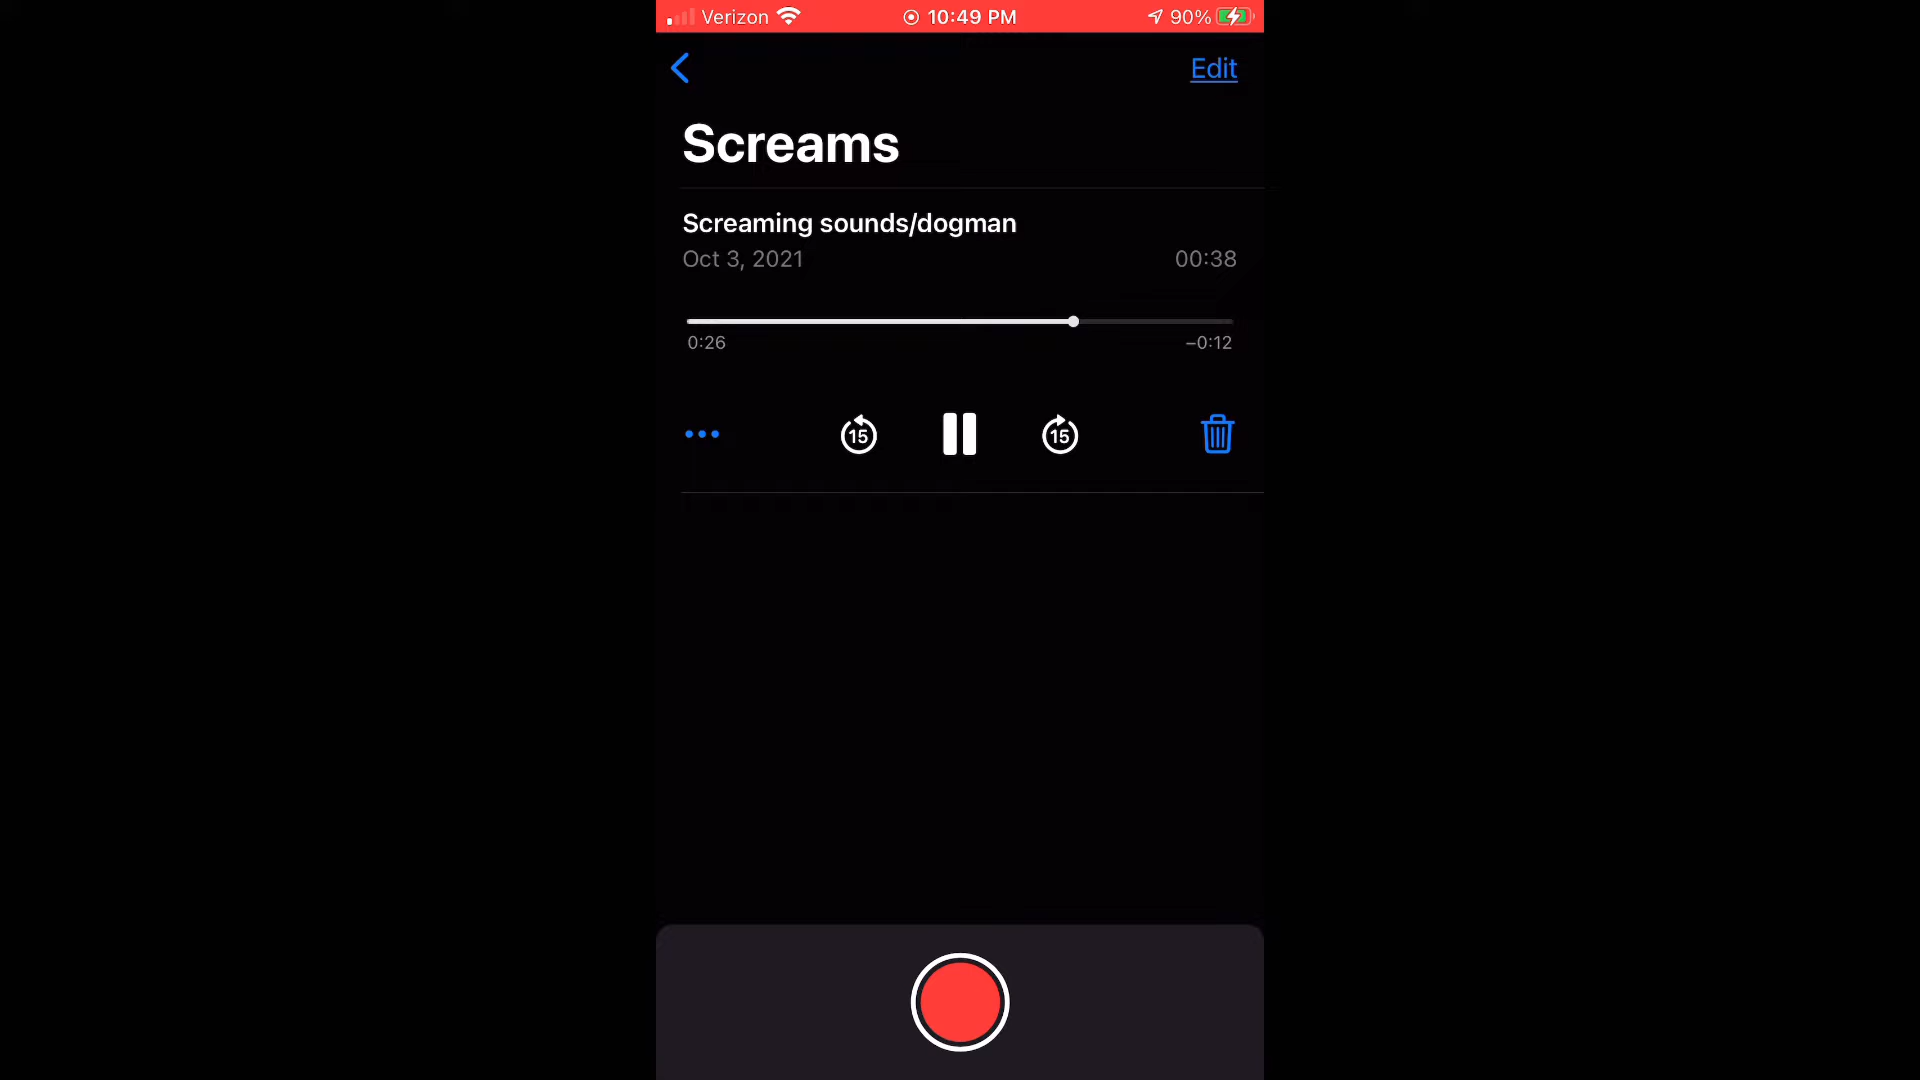 Verizon 10:49 PM 90%
Edit
Screams
Screaming sounds/dogman
Oct 3, 2021 00:38
0:26 −0:12
15 15